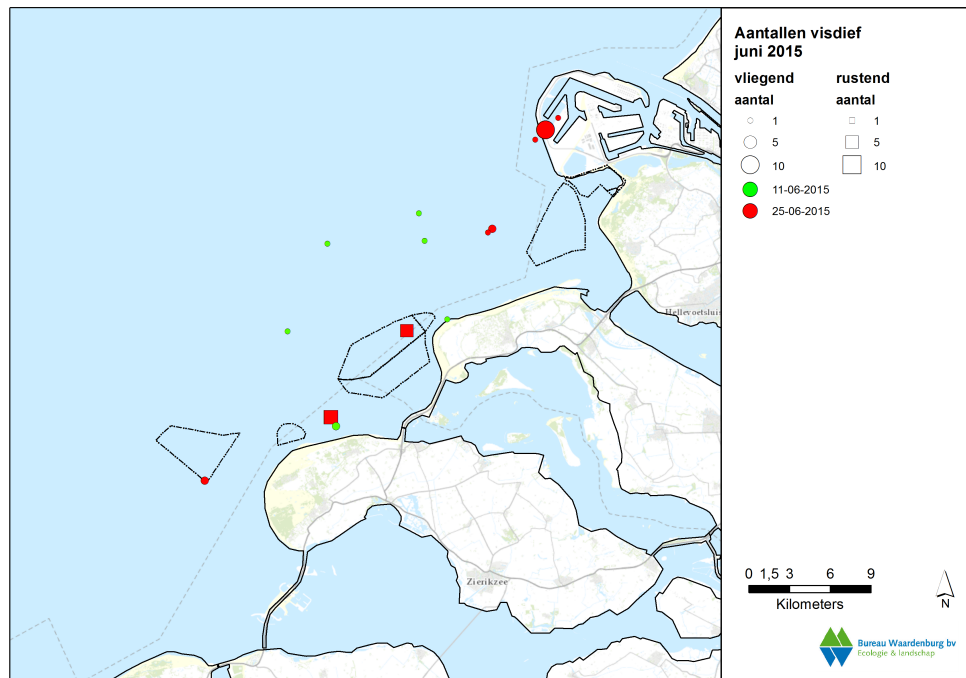 Aantallen visdief
juni 2015
vliegend
rustend
aantal
aantal
1
1
5
5
10
10
11-06-2015
25-06-2015
Hellevoetsluis
Zierikzee
0 1,5 3 6 9
Kilometers
N
Bureau Waardenburg bv
Ecologie & landschap